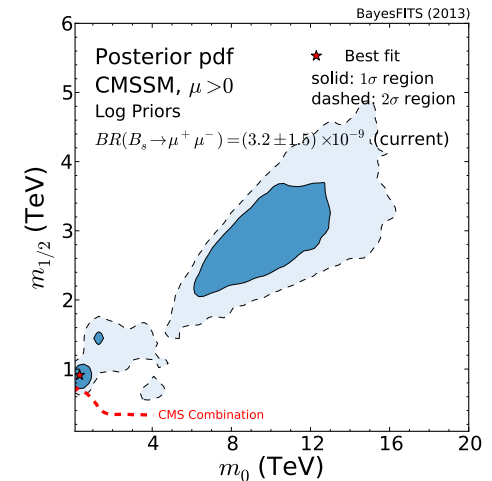 BayesFITS (2013)
Posterior pdf
CMSSM, μ>0
Log Priors
BR(B_s→μ⁺μ⁻)=(3.2±1.5)×10⁻⁹ (current)
Best fit
solid: 1σ region
dashed: 2σ region
CMS Combination
m_{1/2} (TeV)
6
5
4
3
2
1
0
4
8
12
16
20
m_0 (TeV)